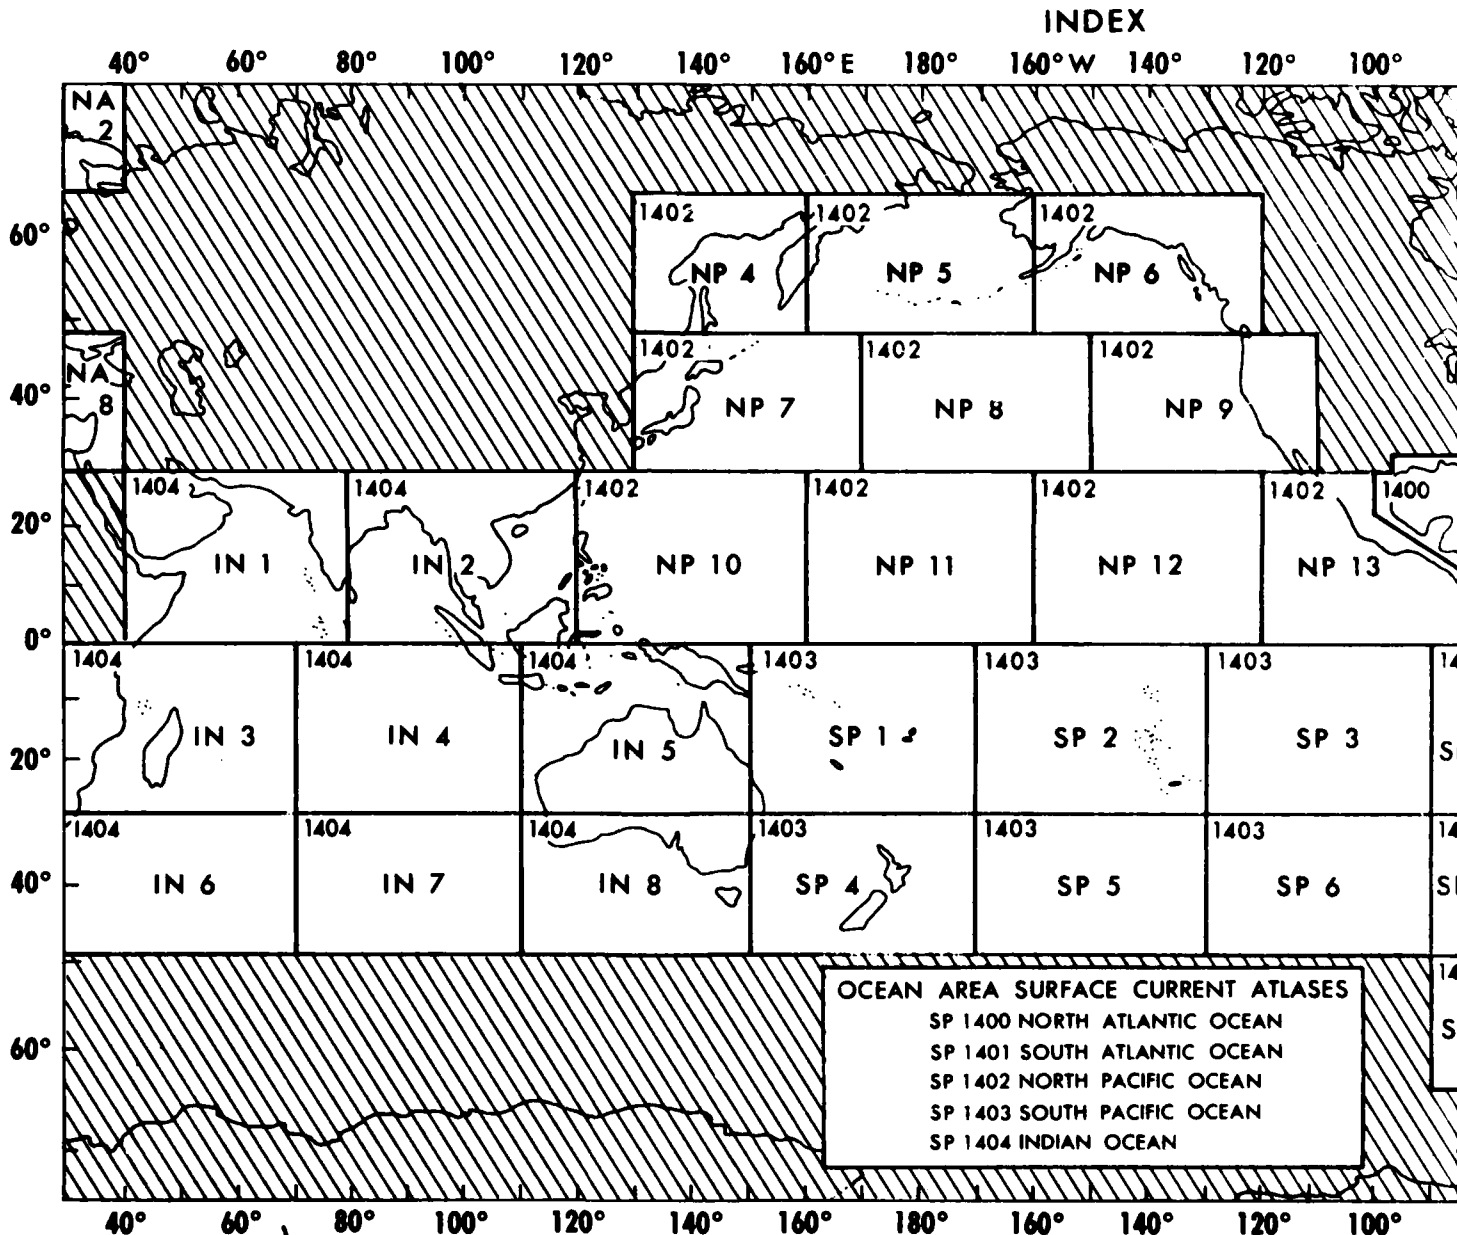 INDEX
40° 60° 80° 100° 120° 140° 160° E 180° 160° W 140° 120° 100°
NA
2
60°
1402 1402 1402
NP 4 NP 5 NP 6
1402 1402 1402
NA
8
40°
NP 7 NP 8 NP 9
1404 1404 1402 1402 1402 1402 1400
20°
IN 1 IN 2 NP 10 NP 11 NP 12 NP 13
0°
1404 1404 1404 1403 1403 1403
IN 3 IN 4 IN 5 SP 1 SP 2 SP 3
20°
1404 1404 1404 1403 1403 1403
40°
IN 6 IN 7 IN 8 SP 4 SP 5 SP 6
OCEAN AREA SURFACE CURRENT ATLASES
SP 1400 NORTH ATLANTIC OCEAN
SP 1401 SOUTH ATLANTIC OCEAN
60°
SP 1402 NORTH PACIFIC OCEAN
SP 1403 SOUTH PACIFIC OCEAN
SP 1404 INDIAN OCEAN
40° 60° 80° 100° 120° 140° 160° 180° 160° 140° 120° 100°